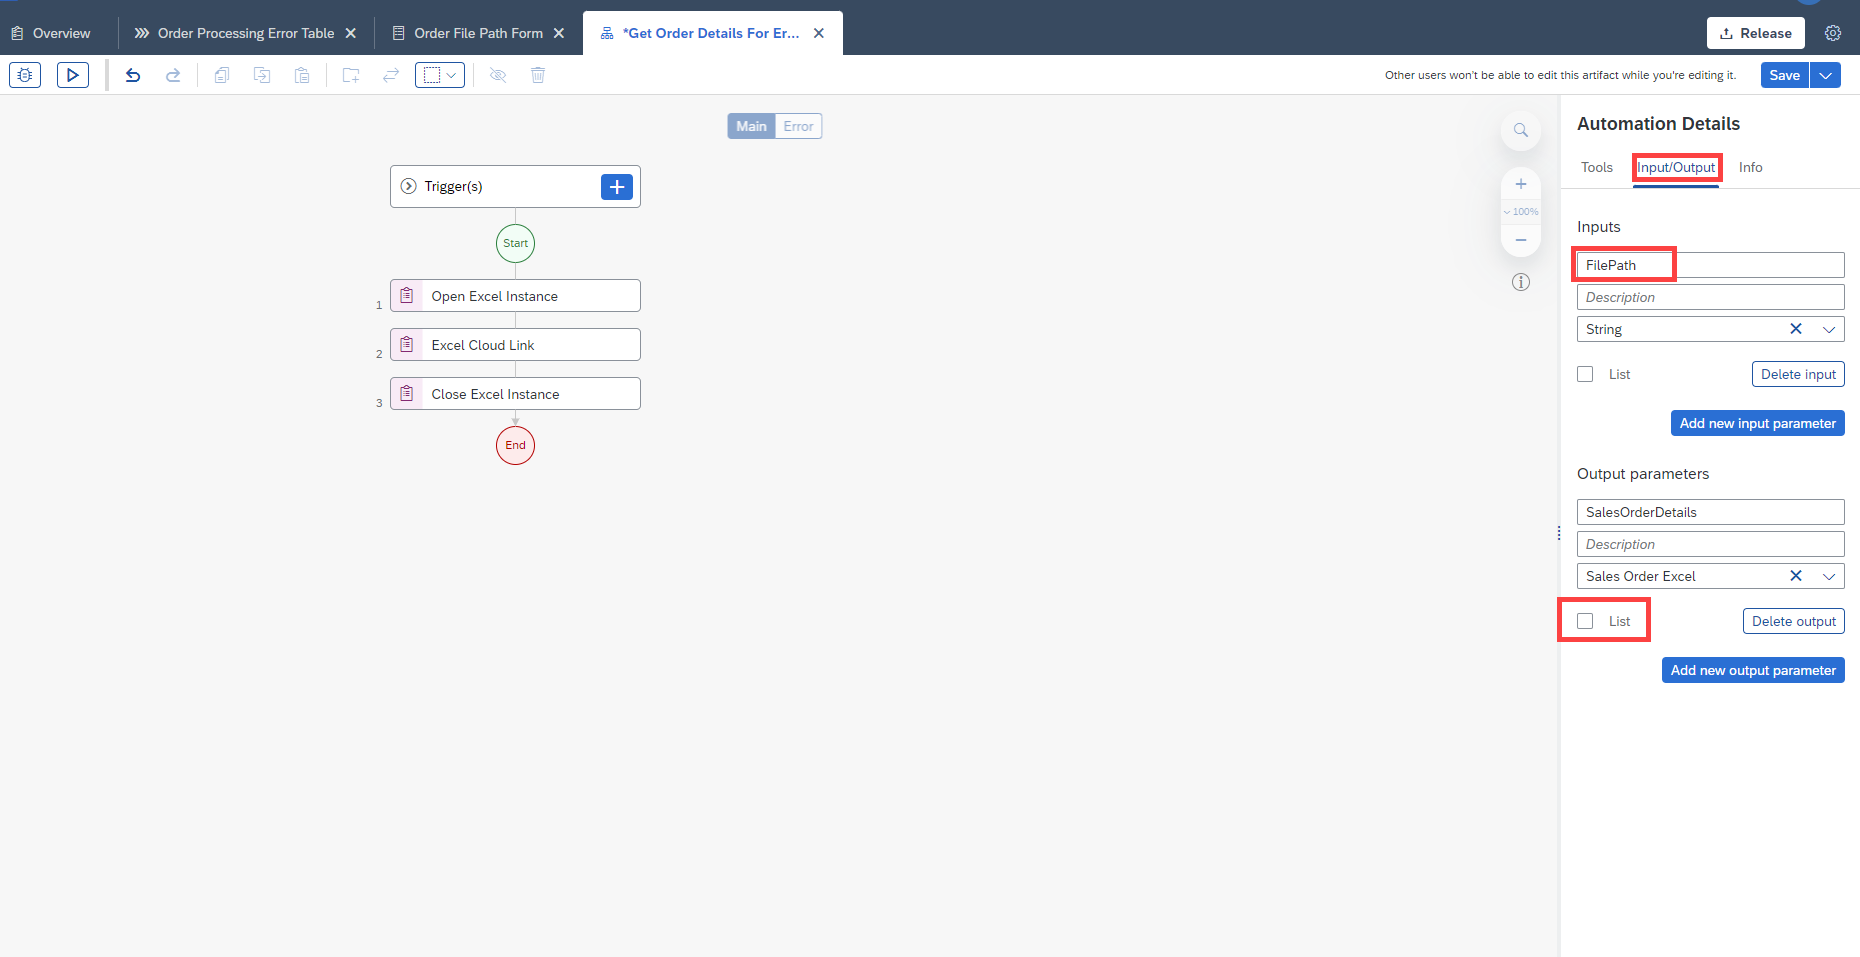 Overview
Order Processing Error Table
Order File Path Form
*Get Order Details For Er...
Release
Other users won't be able to edit this artifact while you're editing it.
Save
Main
Error
Trigger(s)
Start
1
Open Excel Instance
2
Excel Cloud Link
3
Close Excel Instance
End
100%
Automation Details
Tools
Input/Output
Info
Inputs
FilePath
Description
String
List
Delete input
Add new input parameter
Output parameters
SalesOrderDetails
Description
Sales Order Excel
List
Delete output
Add new output parameter